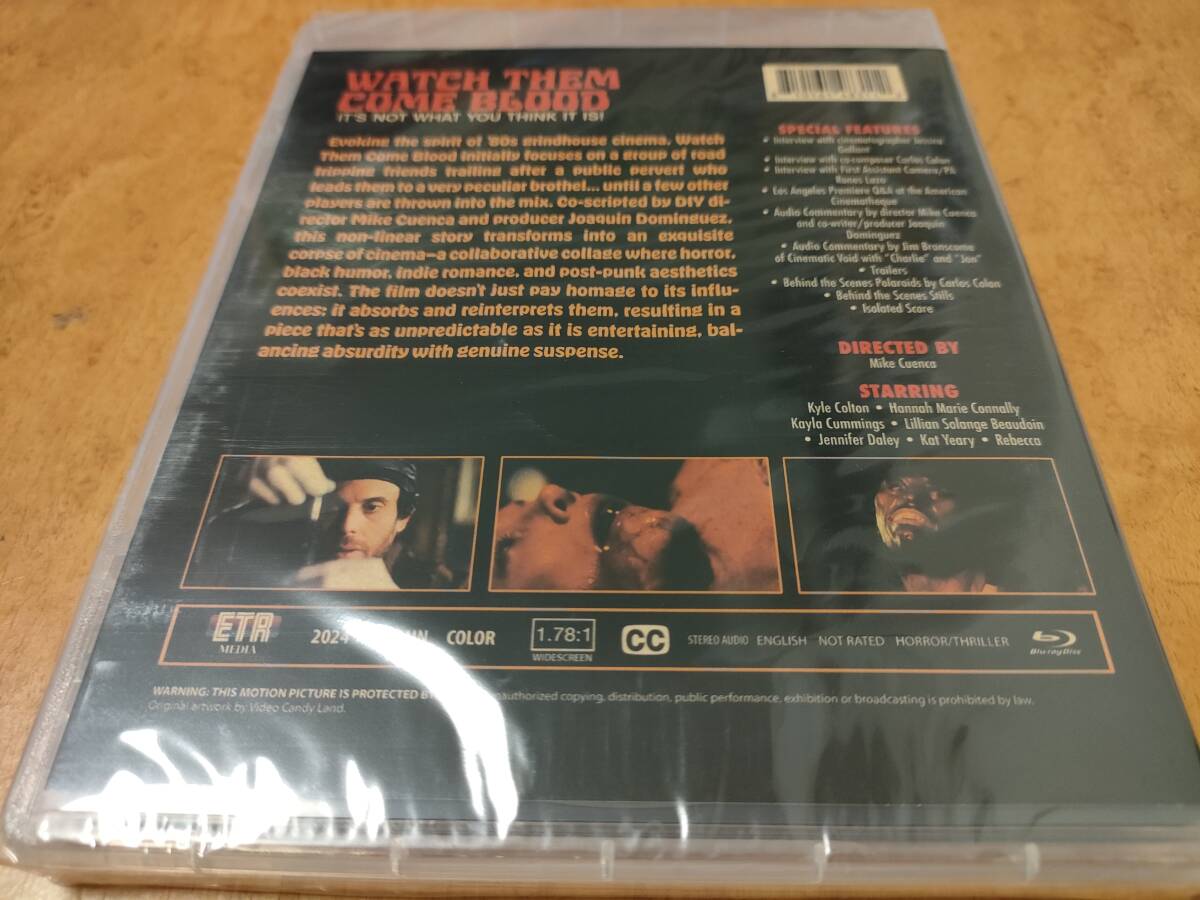 WATCH THEM
COME BLOOD
IT'S NOT WHAT YOU THINK IT IS!
Evoking the spirit of '80s grindhouse cinema, Watch
Them Come Blood initially focuses on a group of road
tripping friends trailing after a public pervert who
leads them to a very peculiar brothel... until a few other
players are thrown into the mix. Co-scripted by DIY di-
rector Mike Cuenca and producer Joaquin Dominguez,
this non-linear story transforms into an exquisite
corpse of cinema—a collaborative collage where horror,
black humor, indie romance, and post-punk aesthetics
coexist. The film doesn't just pay homage to its influ-
ences: it absorbs and reinterprets them, resulting in a
piece that's as unpredictable as it is entertaining, bal-
ancing absurdity with genuine suspense.
SPECIAL FEATURES
• Interview with cinematographer Jessica
• Interview with co-composer Carlos Colon
• Interview with First Assistant Camera/PA
• Los Angeles Premiere Q&A at the American
Cinematheque
• Audio Commentary by director Mike Cuenca
and co-writer/producer Joaquin
Dominguez
• Audio Commentary by Jim Branscome
of Cinematic Void with "Charlie" and "Jon"
• Trailers
• Behind the Scenes Polaroids by Carlos Colon
• Behind the Scenes Stills
• Isolated Score
DIRECTED BY
Mike Cuenca
STARRING
Kyle Colton • Hannah Marie Connally
Kayla Cummings • Lillian Solange Beaudoin
• Jennifer Daley • Kat Yeary • Rebecca
ETR
MEDIA
2024 COLOR 1.78:1 WIDESCREEN CC STEREO AUDIO ENGLISH NOT RATED HORROR/THRILLER Blu-ray Disc
WARNING: THIS MOTION PICTURE IS PROTECTED BY unauthorized copying, distribution, public performance, exhibition or broadcasting is prohibited by law.
Original artwork by Video Candy Land.